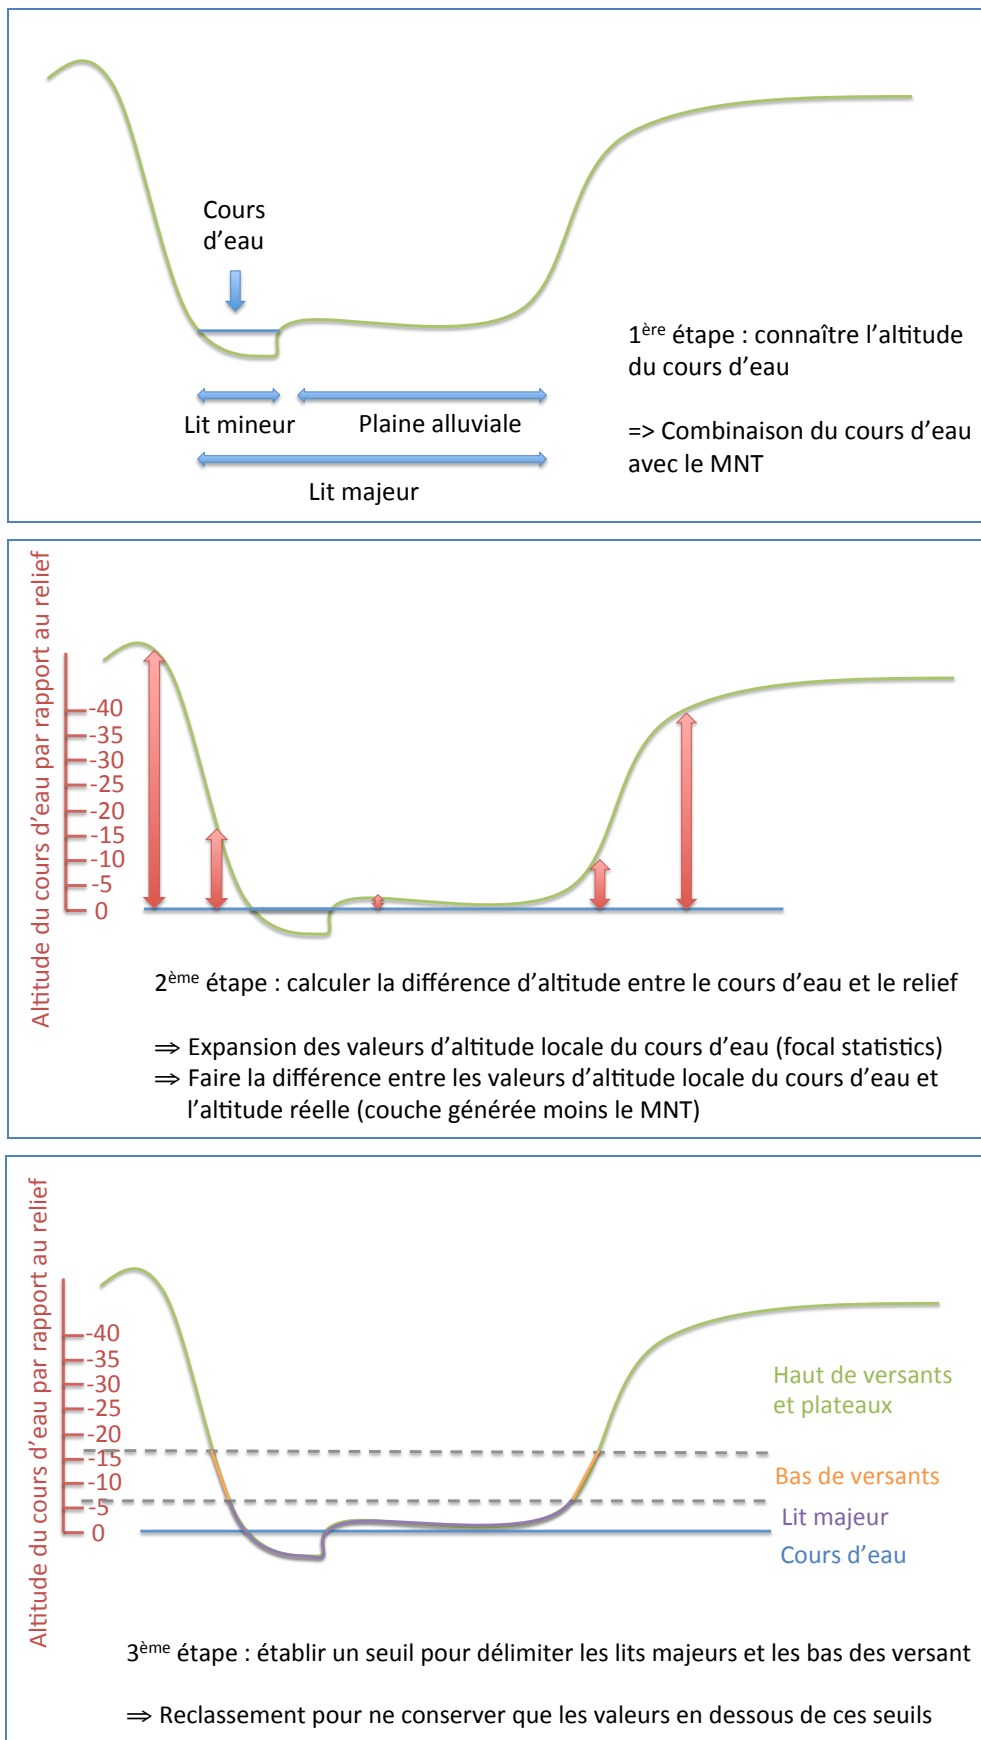 Cours
d'eau
1ère étape : connaître l'altitude
du cours d'eau
Lit mineur
Plaine alluviale
=> Combinaison du cours d'eau
avec le MNT
Lit majeur
Altitude du cours d'eau par rapport au relief
-40
-35
-30
-25
-20
-15
-10
-5
0
2ème étape : calculer la différence d'altitude entre le cours d'eau et le relief
⇒ Expansion des valeurs d'altitude locale du cours d'eau (focal statistics)
⇒ Faire la différence entre les valeurs d'altitude locale du cours d'eau et
l'altitude réelle (couche générée moins le MNT)
Altitude du cours d'eau par rapport au relief
-40
-35
-30
-25
-20
-15
-10
-5
0
Haut de versants
et plateaux
Bas de versants
Lit majeur
Cours d'eau
3ème étape : établir un seuil pour délimiter les lits majeurs et les bas des versant
⇒ Reclassement pour ne conserver que les valeurs en dessous de ces seuils